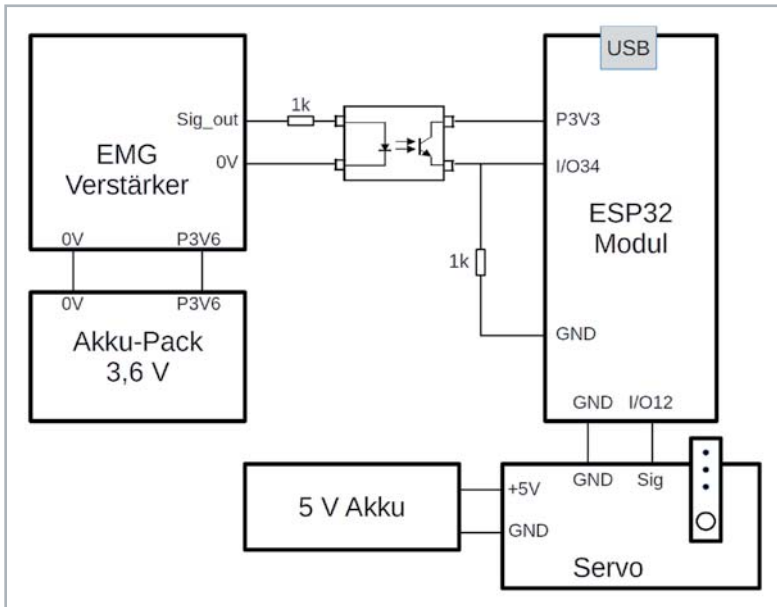 USB
1k
Sig_out
P3V3
EMG
Verstärker
0V
I/O34
ESP32
Modul
0V P3V6
1k
0V P3V6
Akku-Pack
3,6 V
GND
GND I/O12
5 V Akku
+5V
GND Sig
GND
Servo